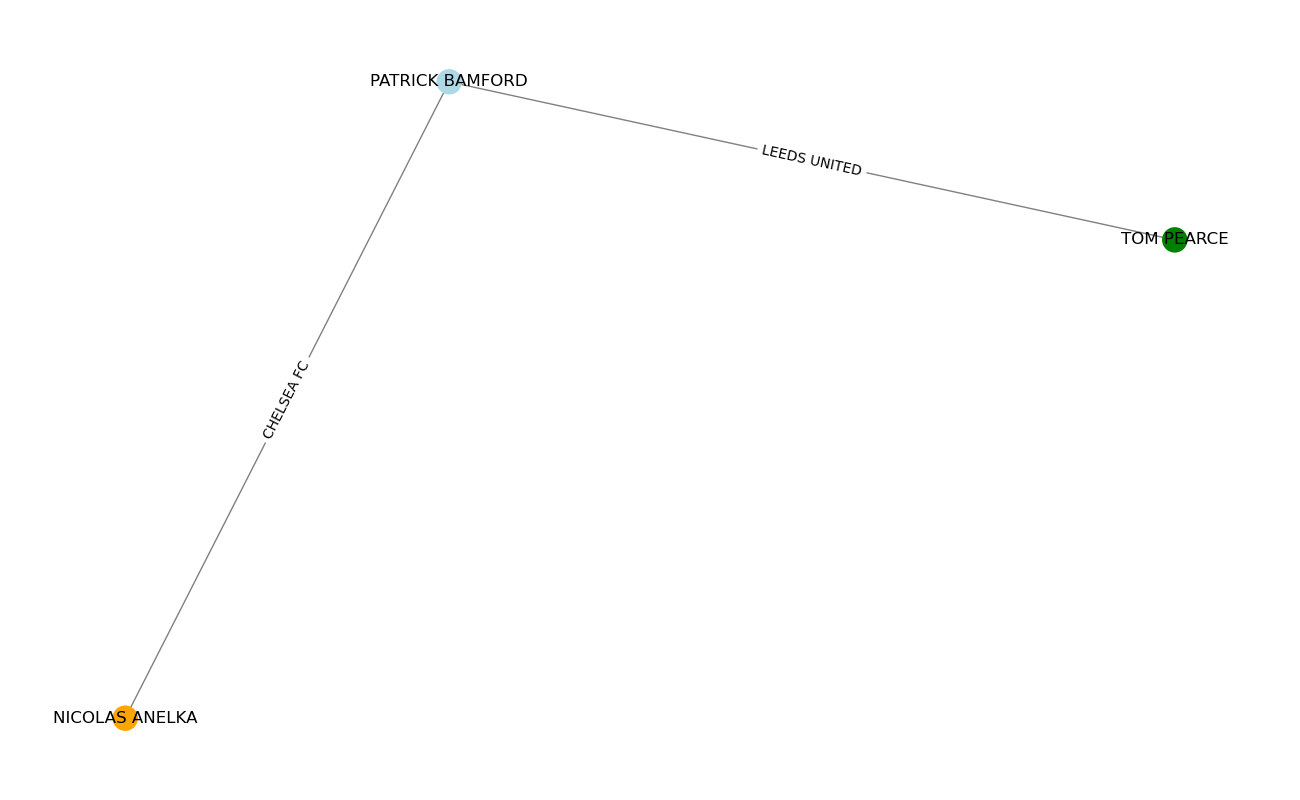 PATRICK BAMFORD
LEEDS UNITED
TOM PEARCE
CHELSEA FC
NICOLAS ANELKA